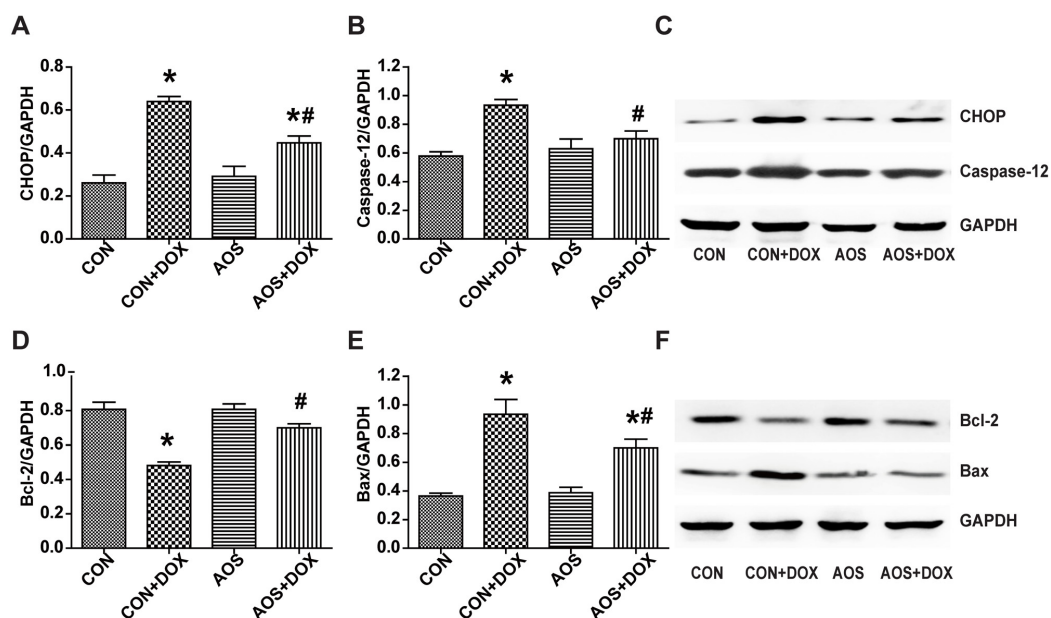 A
CHOP/GAPDH
0.8
0.6
0.4
0.2
0.0
*
*#
CON
CON+DOX
AOS
AOS+DOX
B
Caspase-12/GAPDH
1.2
1.0
0.8
0.6
0.4
0.2
0.0
*
#
CON
CON+DOX
AOS
AOS+DOX
C
CHOP
Caspase-12
GAPDH
CON CON+DOX AOS AOS+DOX
D
Bcl-2/GAPDH
1.0
0.8
0.6
0.4
0.2
0.0
*
#
CON
CON+DOX
AOS
AOS+DOX
E
Bax/GAPDH
1.2
1.0
0.8
0.6
0.4
0.2
0.0
*
*#
CON
CON+DOX
AOS
AOS+DOX
F
Bcl-2
Bax
GAPDH
CON CON+DOX AOS AOS+DOX